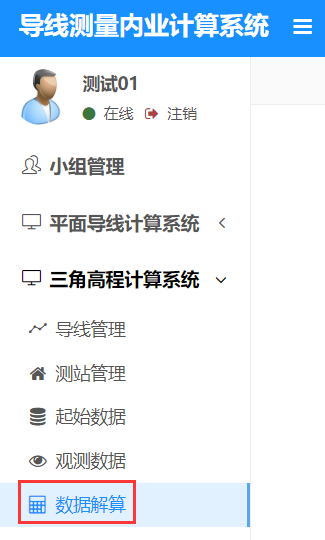 导线测量内业计算系统
测试01
在线 注销
小组管理
平面导线计算系统
三角高程计算系统
导线管理
测站管理
起始数据
观测数据
数据解算